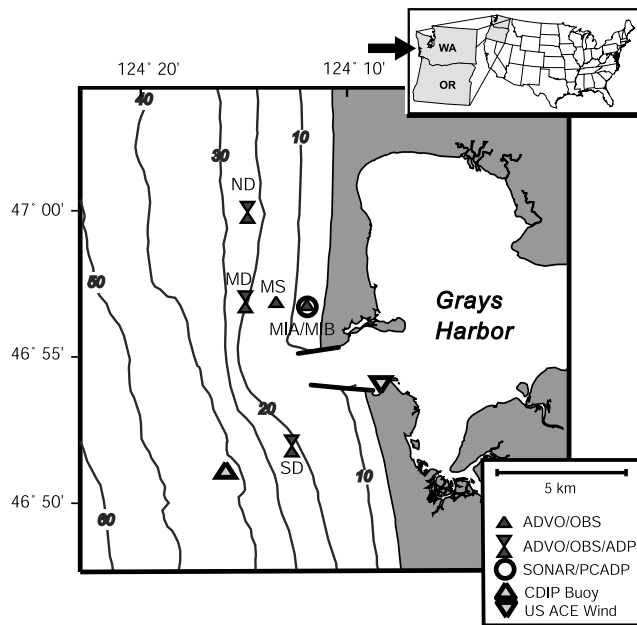 WA
OR
124° 20'
124° 10'
40
30
10
ND
47° 00'
50
MD
MS
MIA/MIB
Grays
Harbor
46° 55'
20
SD
10
46° 50'
60
5 km
ADVO/OBS
ADVO/OBS/ADP
SONAR/PCADP
CDIP Buoy
US ACE Wind